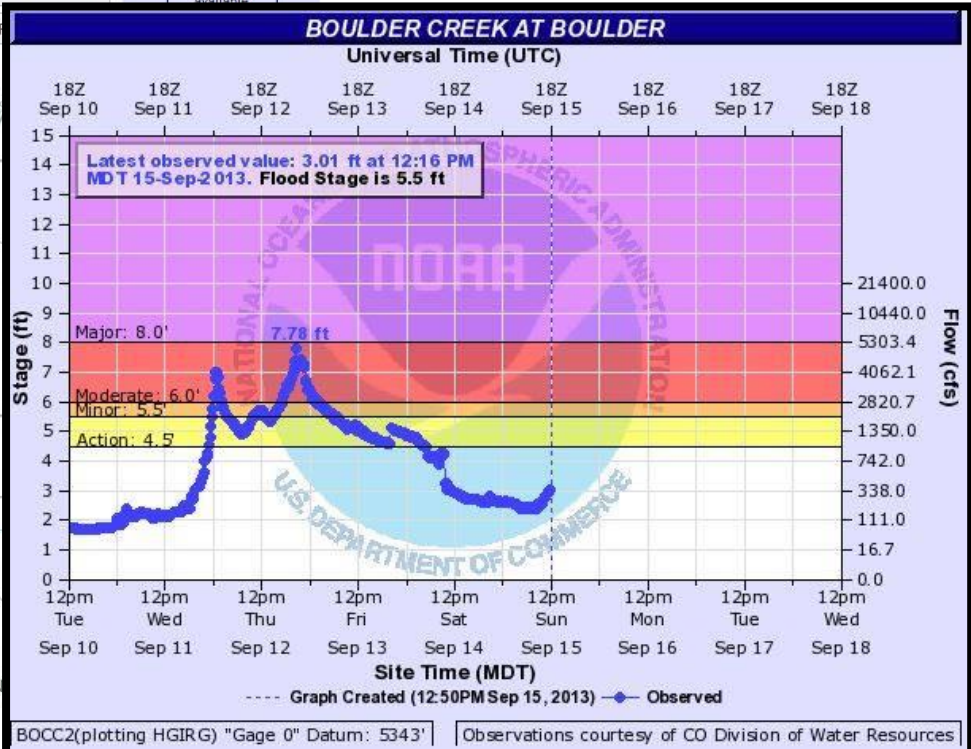 available
BOULDER CREEK AT BOULDER
Universal Time (UTC)
18Z 18Z 18Z 18Z 18Z 18Z 18Z 18Z 18Z
Sep 10 Sep 11 Sep 12 Sep 13 Sep 14 Sep 15 Sep 16 Sep 17 Sep 18
Latest observed value: 3.01 ft at 12:16 PM
MDT 15-Sep-2013. Flood Stage is 5.5 ft
Stage (ft)
15
14
13
12
11
10
9
8
7
6
5
4
3
2
1
0
Major: 8.0'
Moderate: 6.0'
Minor: 5.5'
Action: 4.5'
7.78 ft
NATIONAL OCEANIC AND ATMOSPHERIC ADMINISTRATION
NOAA
U.S. DEPARTMENT OF COMMERCE
21400.0
10440.0
5303.4
4062.1
2820.7
1350.0
742.0
338.0
111.0
16.7
0.0
Flow (cfs)
12pm 12pm 12pm 12pm 12pm 12pm 12pm 12pm 12pm
Tue Wed Thu Fri Sat Sun Mon Tue Wed
Sep 10 Sep 11 Sep 12 Sep 13 Sep 14 Sep 15 Sep 16 Sep 17 Sep 18
Site Time (MDT)
---- Graph Created (12:50PM Sep 15, 2013) Observed
BOCC2(plotting HGIRG) "Gage 0" Datum: 5343'
Observations courtesy of CO Division of Water Resources